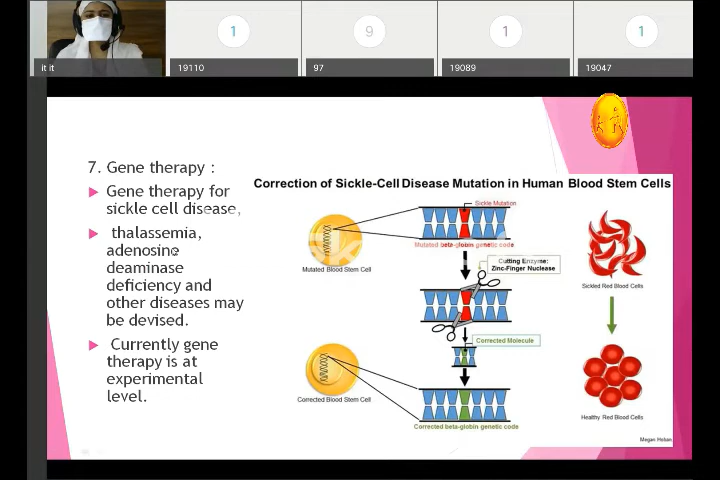 1
9
1
1
it it
19110
97
19089
19047
7. Gene therapy :
Gene therapy for
sickle cell disease,
thalassemia,
adenosine
deaminase
deficiency and
other diseases may
be devised.
Currently gene
therapy is at
experimental
level.
Correction of Sickle-Cell Disease Mutation in Human Blood Stem Cells
Sickle Mutation
Mutated beta-globin genetic code
Mutated Blood Stem Cell
Cutting Enzyme:
Zinc-Finger Nuclease
Sickled Red Blood Cells
Corrected Molecule
Corrected Blood Stem Cell
Corrected beta-globin genetic code
Healthy Red Blood Cells